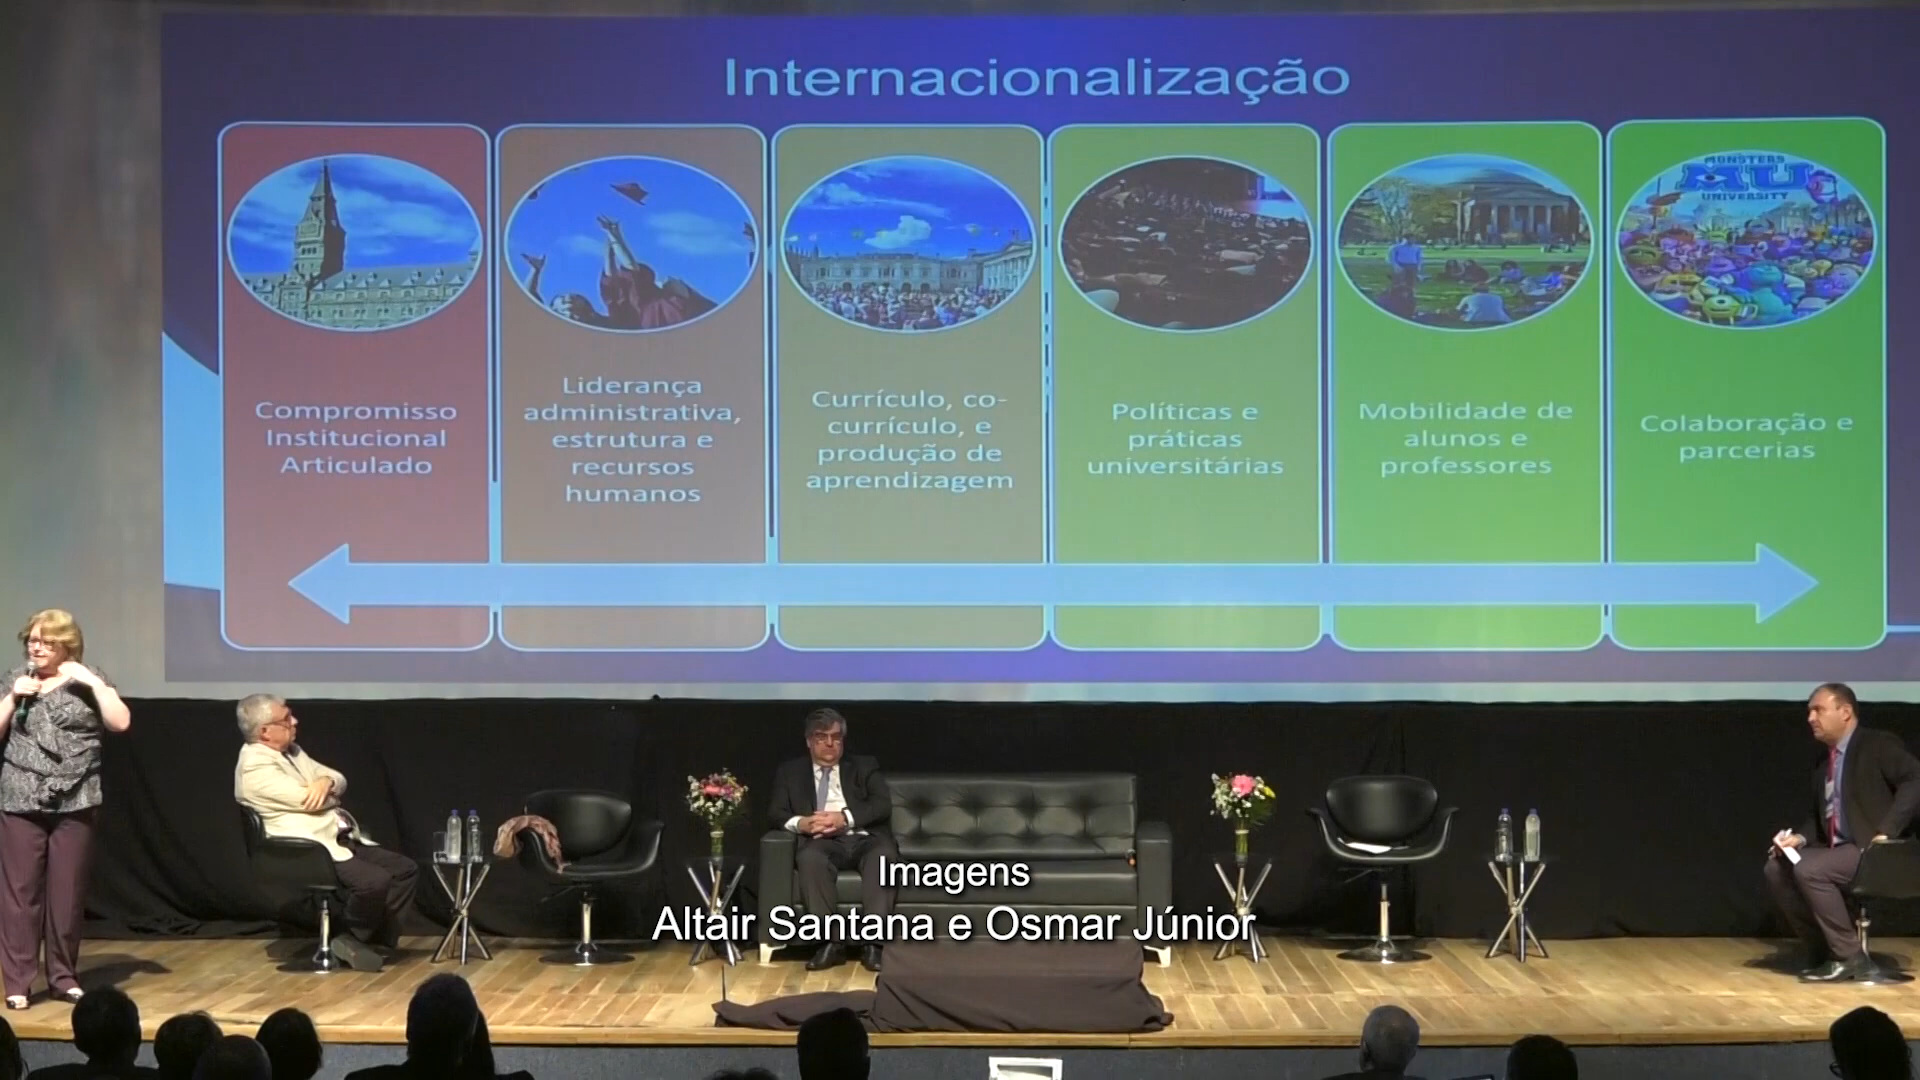 Internacionalização
Compromisso
Institucional
Articulado
Liderança
administrativa,
estrutura e
recursos
humanos
Currículo, co-
currículo, e
produção de
aprendizagem
Políticas e
práticas
universitárias
Mobilidade de
alunos e
professores
MONSTERS
MU
UNIVERSITY
Colaboração e
parcerias
Imagens
Altair Santana e Osmar Júnior